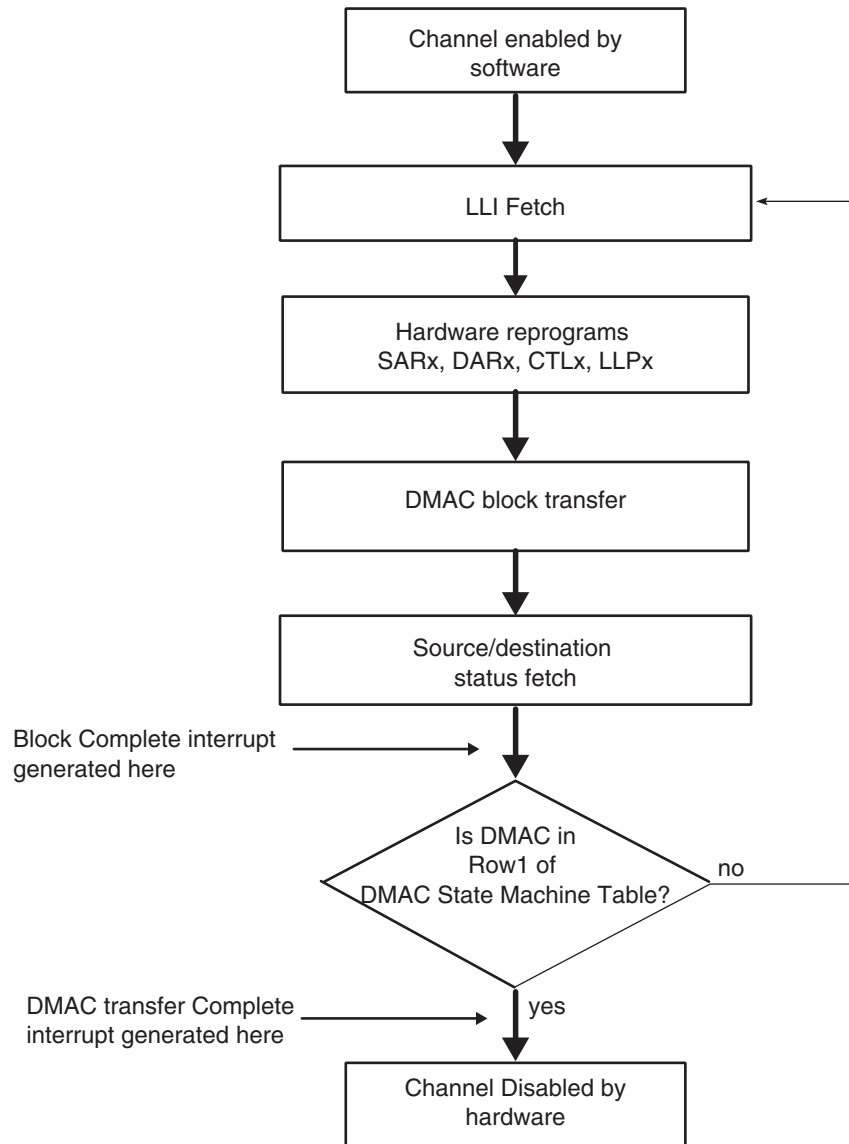 Channel enabled by
software
LLI Fetch
Hardware reprograms
SARx, DARx, CTLx, LLPx
DMAC block transfer
Source/destination
status fetch
Block Complete interrupt
generated here
Is DMAC in
Row1 of
DMAC State Machine Table?
no
DMAC transfer Complete
interrupt generated here
yes
Channel Disabled by
hardware